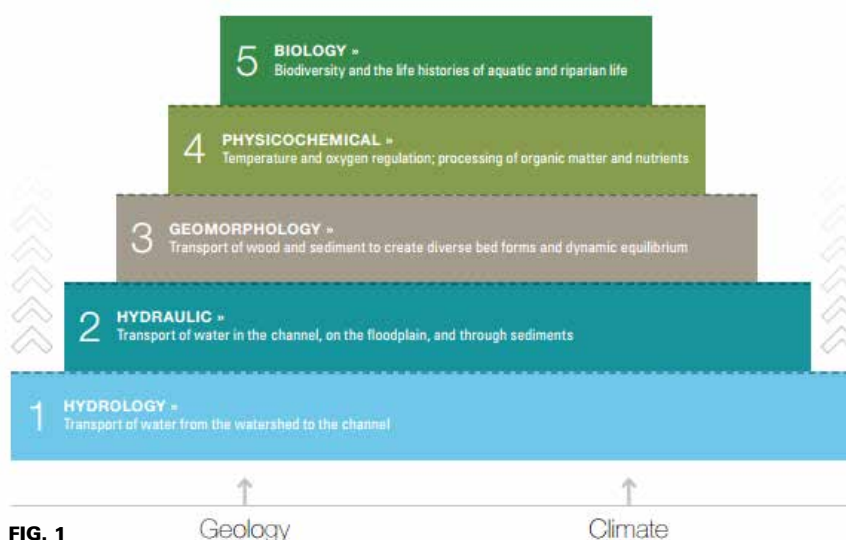 5 BIOLOGY »
Biodiversity and the life histories of aquatic and riparian life
4 PHYSICOCHEMICAL »
Temperature and oxygen regulation; processing of organic matter and nutrients
3 GEOMORPHOLOGY »
Transport of wood and sediment to create diverse bed forms and dynamic equilibrium
2 HYDRAULIC »
Transport of water in the channel, on the floodplain, and through sediments
1 HYDROLOGY »
Transport of water from the watershed to the channel
FIG. 1 Geology Climate